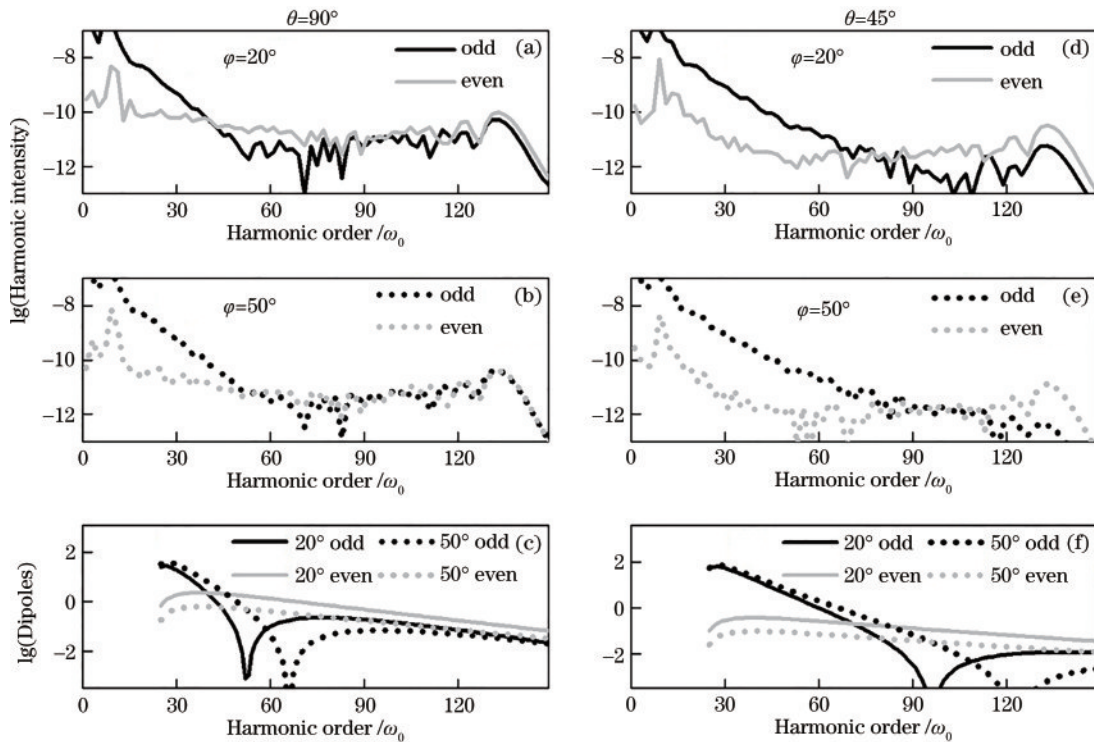 θ=90°
θ=45°
lg(Harmonic intensity)
-8
-10
-12
φ=20°
odd
even
(a)
0 30 60 90 120
Harmonic order /ω₀
-8
-10
-12
φ=20°
odd
even
(d)
0 30 60 90 120
Harmonic order /ω₀
-8
-10
-12
φ=50°
odd
even
(b)
0 30 60 90 120
Harmonic order /ω₀
-8
-10
-12
φ=50°
odd
even
(e)
0 30 60 90 120
Harmonic order /ω₀
lg(Dipoles)
2
0
-2
20° odd 50° odd (c)
20° even 50° even
0 30 60 90 120
Harmonic order /ω₀
lg(Dipoles)
2
0
-2
20° odd 50° odd (f)
20° even 50° even
0 30 60 90 120
Harmonic order /ω₀